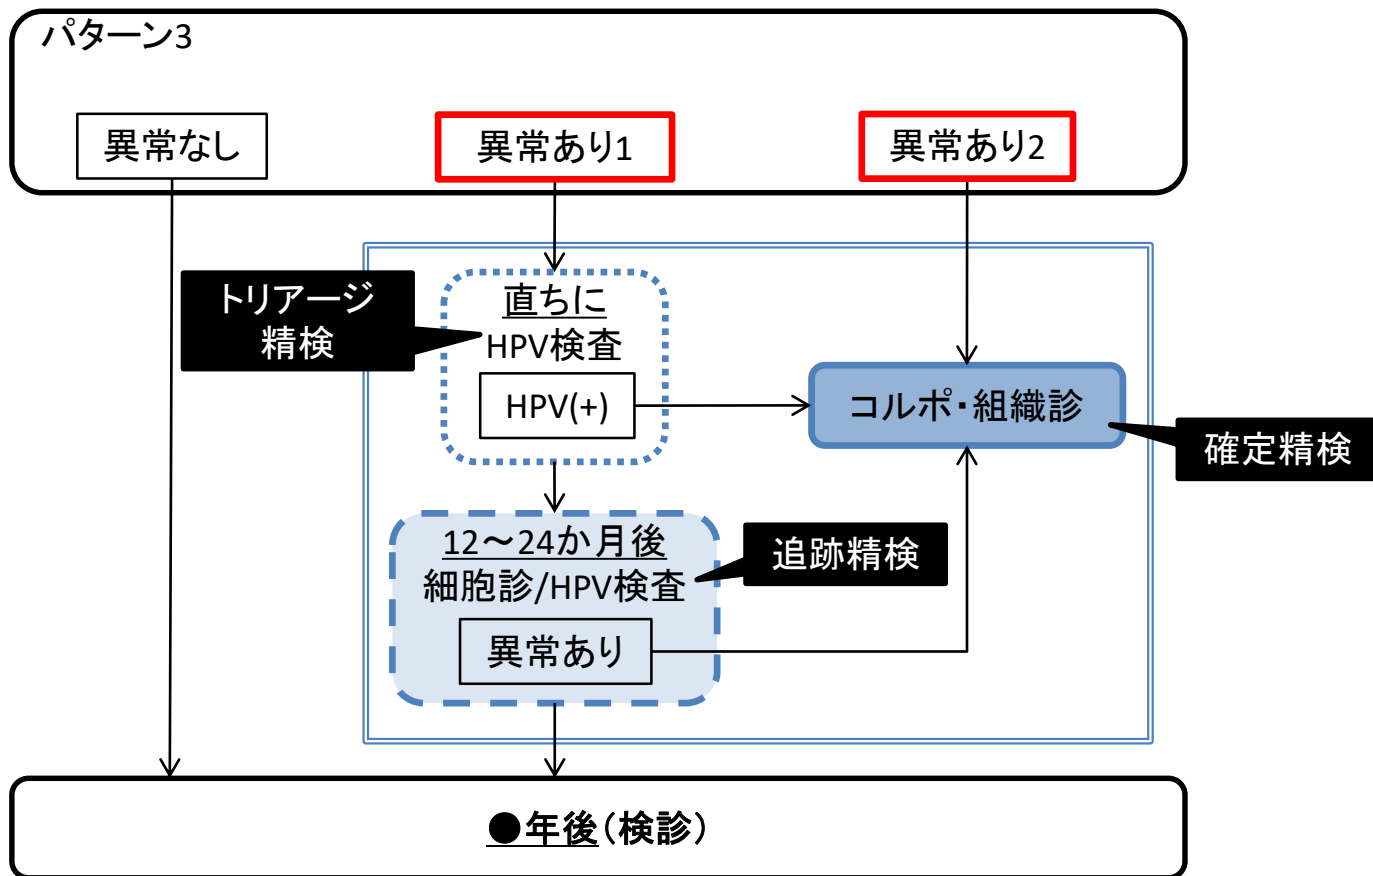 パターン3
異常なし
異常あり1
異常あり2
トリアージ
精検
直ちに
HPV検査
HPV(+)
コルポ・組織診
確定精検
12～24か月後
細胞診/HPV検査
異常あり
追跡精検
●年後(検診)